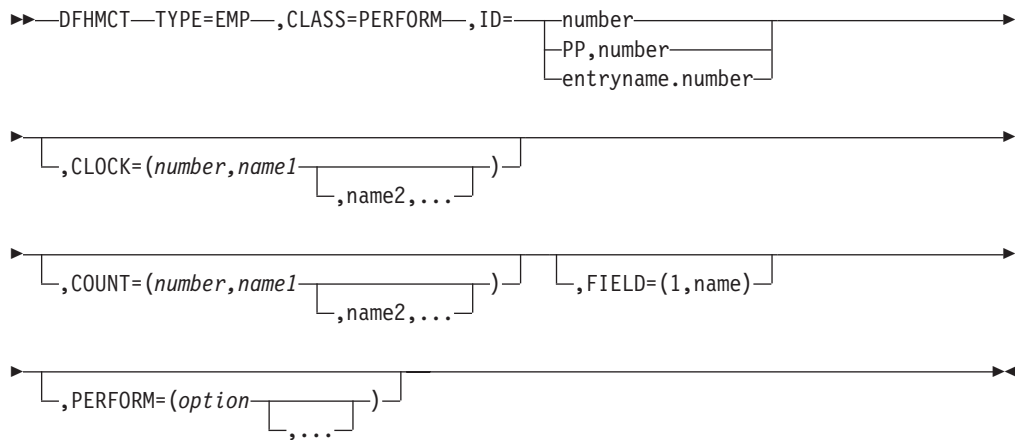 DFHMCT TYPE=EMP ,CLASS=PERFORM ,ID= number
PP,number
entryname.number
,CLOCK=(number,name1 )
,name2,...
,COUNT=(number,name1 ) ,FIELD=(1,name)
,name2,...
,PERFORM=(option )
,...